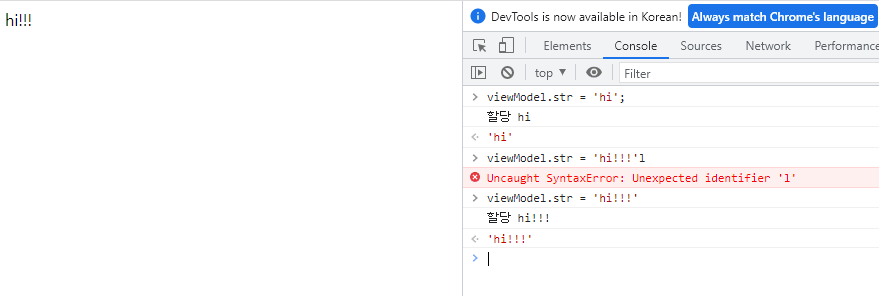 hi!!!
DevTools is now available in Korean! Always match Chrome's language
Elements Console Sources Network Performance
top ▼ Filter
> viewModel.str = 'hi';
할당 hi
'hi'
> viewModel.str = 'hi!!!'l
Uncaught SyntaxError: Unexpected identifier 'l'
> viewModel.str = 'hi!!!'
할당 hi!!!
'hi!!!'
>